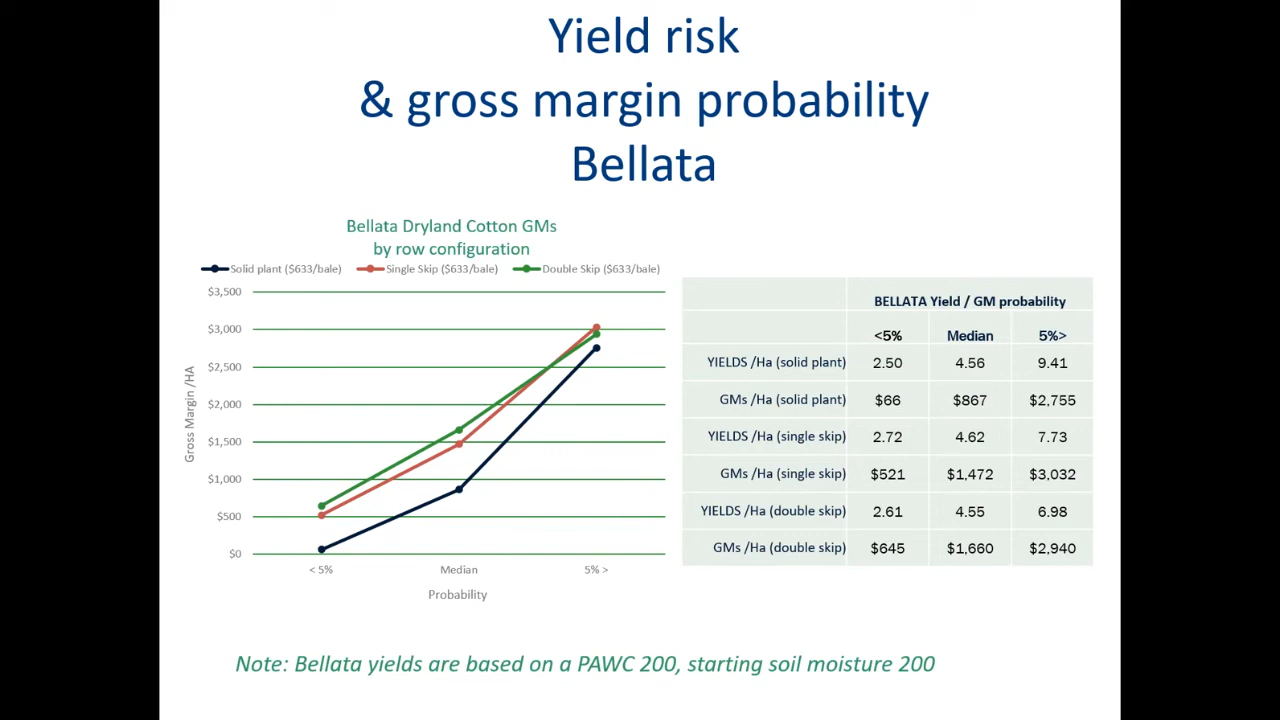 Yield risk
& gross margin probability
Bellata
Bellata Dryland Cotton GMs
by row configuration
Solid plant ($633/bale) Single Skip ($633/bale) Double Skip ($633/bale)
$3,500
$3,000
$2,500
$2,000
$1,500
$1,000
$500
$0
Gross Margin /HA
< 5% Median 5% >
Probability
BELLATA Yield / GM probability
<5% Median 5%>
YIELDS /Ha (solid plant) 2.50 4.56 9.41
GMs /Ha (solid plant) $66 $867 $2,755
YIELDS /Ha (single skip) 2.72 4.62 7.73
GMs /Ha (single skip) $521 $1,472 $3,032
YIELDS /Ha (double skip) 2.61 4.55 6.98
GMs /Ha (double skip) $645 $1,660 $2,940
Note: Bellata yields are based on a PAWC 200, starting soil moisture 200